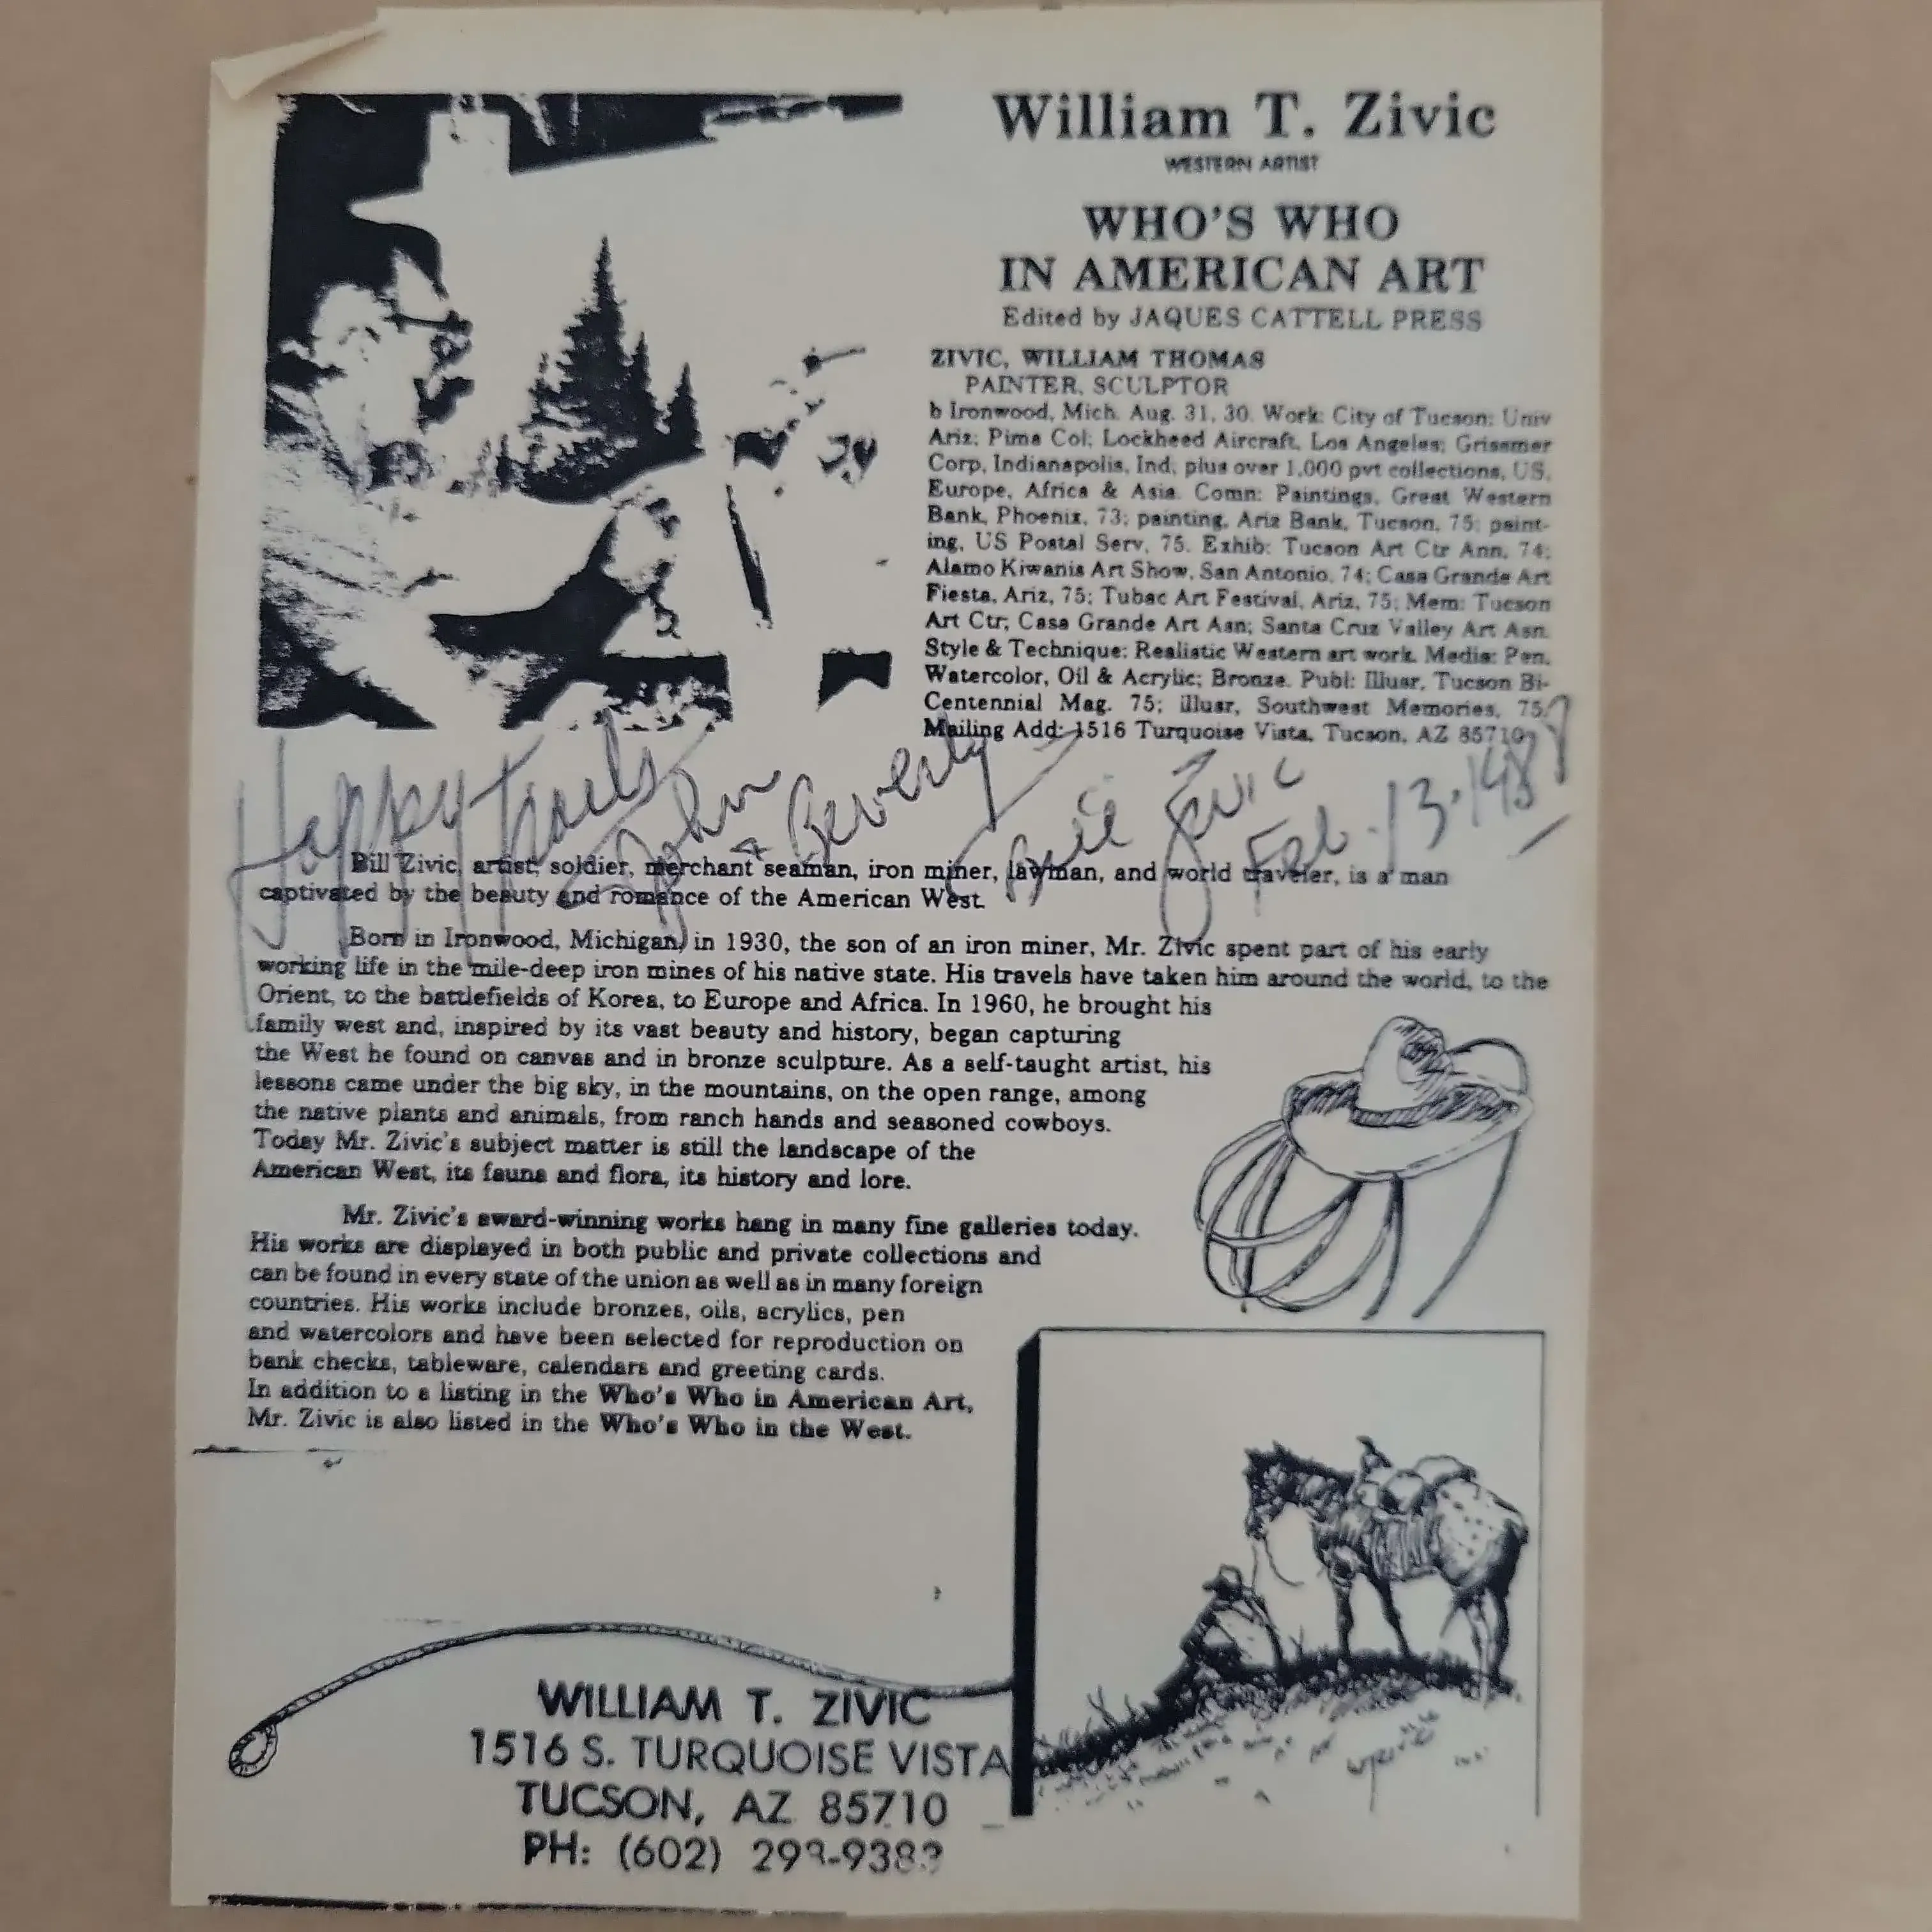 William T. Zivic
WESTERN ARTIST
WHO'S WHO
IN AMERICAN ART
Edited by JAQUES CATTELL PRESS
ZIVIC, WILLIAM THOMAS
PAINTER, SCULPTOR
b Ironwood, Mich. Aug. 31, 30. Work: City of Tucson; Univ
Ariz; Pima Col; Lockheed Aircraft, Los Angeles; Grissmer
Corp, Indianapolis, Ind; plus over 1,000 pvt collections, US,
Europe, Africa & Asia. Comn: Paintings, Great Western
Bank, Phoenix, 73; painting, Ariz Bank, Tucson, 75; paint-
ing, US Postal Serv, 75. Exhib: Tucson Art Ctr Ann, 74;
Alamo Kiwanis Art Show, San Antonio, 74; Casa Grande Art
Fiesta, Ariz, 75; Tubac Art Festival, Ariz, 75; Mem: Tucson
Art Ctr; Casa Grande Art Asn; Santa Cruz Valley Art Asn.
Style & Technique: Realistic Western art work. Media: Pen,
Watercolor, Oil & Acrylic; Bronze. Publ: Illusr, Tucson Bi-
Centennial Mag. 75; illusr, Southwest Memories, 75.
Mailing Add: 1516 Turquoise Vista, Tucson, AZ 85710
Happy Trails John & Beverly Bill Zivic Feb. 13.
Bill Zivic, artist, soldier, merchant seaman, iron miner, lawman, and world traveler, is a man
captivated by the beauty and romance of the American West.
Born in Ironwood, Michigan, in 1930, the son of an iron miner, Mr. Zivic spent part of his early
working life in the mile-deep iron mines of his native state. His travels have taken him around the world, to the
Orient, to the battlefields of Korea, to Europe and Africa. In 1960, he brought his
family west and, inspired by its vast beauty and history, began capturing
the West he found on canvas and in bronze sculpture. As a self-taught artist, his
lessons came under the big sky, in the mountains, on the open range, among
the native plants and animals, from ranch hands and seasoned cowboys.
Today Mr. Zivic's subject matter is still the landscape of the
American West, its fauna and flora, its history and lore.
Mr. Zivic's award-winning works hang in many fine galleries today.
His works are displayed in both public and private collections and
can be found in every state of the union as well as in many foreign
countries. His works include bronzes, oils, acrylics, pen
and watercolors and have been selected for reproduction on
bank checks, tableware, calendars and greeting cards.
In addition to a listing in the Who's Who in American Art,
Mr. Zivic is also listed in the Who's Who in the West.
WILLIAM T. ZIVIC
1516 S. TURQUOISE VISTA
TUCSON, AZ 85710
PH: (602)